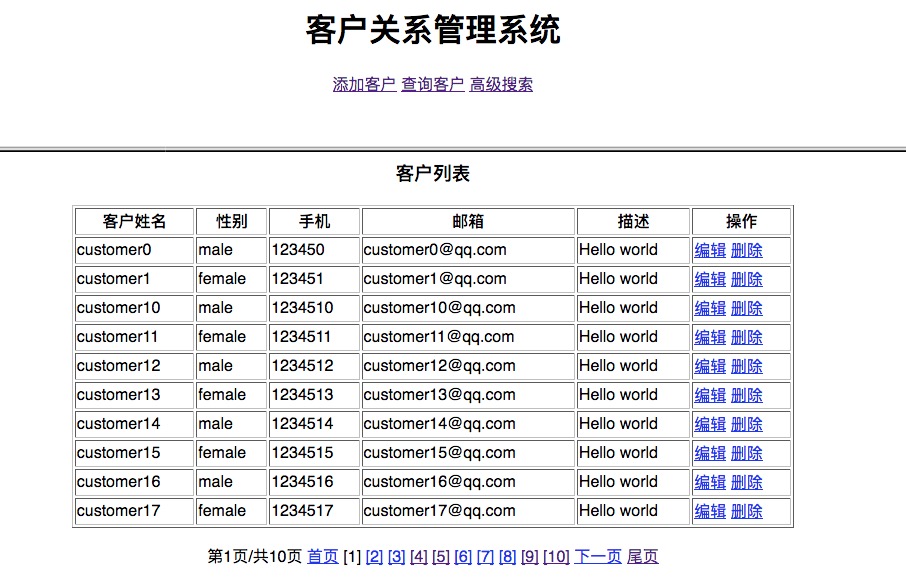 客户关系管理系统
添加客户 查询客户 高级搜索
客户列表
客户姓名 性别 手机 邮箱 描述 操作
customer0 male 123450 customer0@qq.com Hello world 编辑 删除
customer1 female 123451 customer1@qq.com Hello world 编辑 删除
customer10 male 1234510 customer10@qq.com Hello world 编辑 删除
customer11 female 1234511 customer11@qq.com Hello world 编辑 删除
customer12 male 1234512 customer12@qq.com Hello world 编辑 删除
customer13 female 1234513 customer13@qq.com Hello world 编辑 删除
customer14 male 1234514 customer14@qq.com Hello world 编辑 删除
customer15 female 1234515 customer15@qq.com Hello world 编辑 删除
customer16 male 1234516 customer16@qq.com Hello world 编辑 删除
customer17 female 1234517 customer17@qq.com Hello world 编辑 删除
第1页/共10页 首页 [1] [2] [3] [4] [5] [6] [7] [8] [9] [10] 下一页 尾页